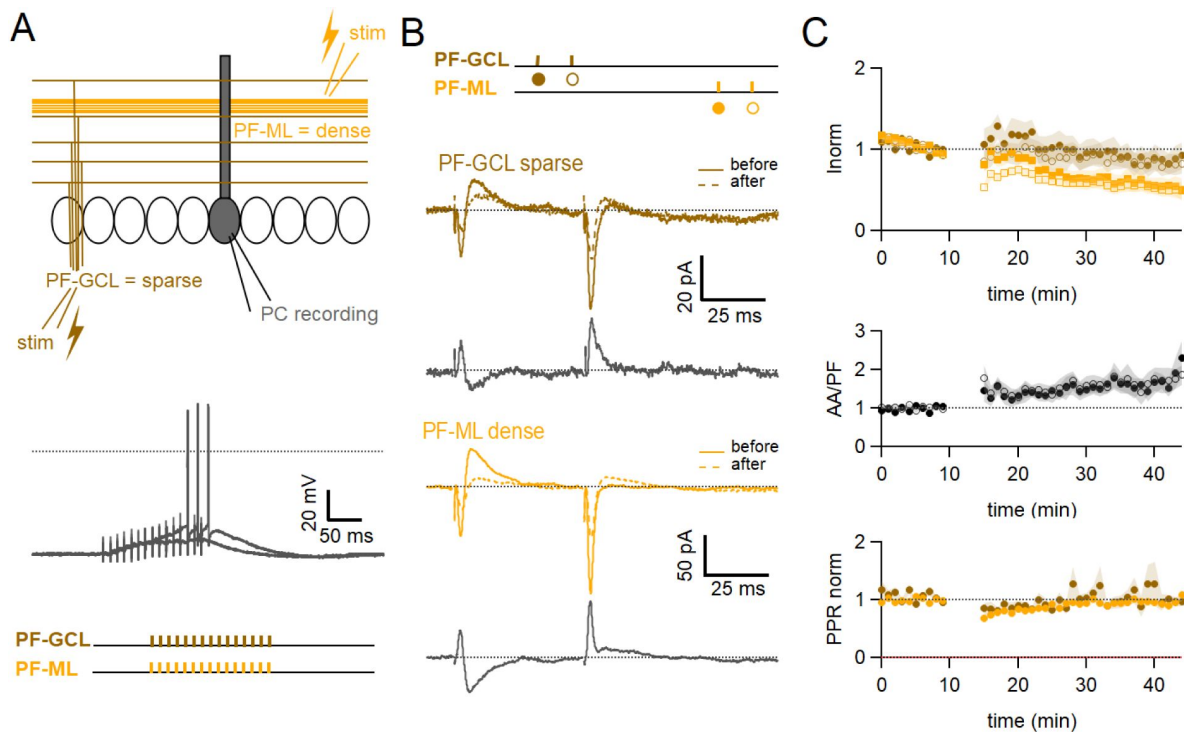 A
stim
PF-ML = dense
PF-GCL = sparse
stim
PC recording
20 mV
50 ms
PF-GCL
PF-ML
B
PF-GCL
PF-ML
PF-GCL sparse
before
after
20 pA
25 ms
PF-ML dense
before
after
50 pA
25 ms
C
Inorm
2
1
0
0 10 20 30 40
time (min)
AA/PF
3
2
1
0
0 10 20 30 40
time (min)
PPR norm
2
1
0
0 10 20 30 40
time (min)